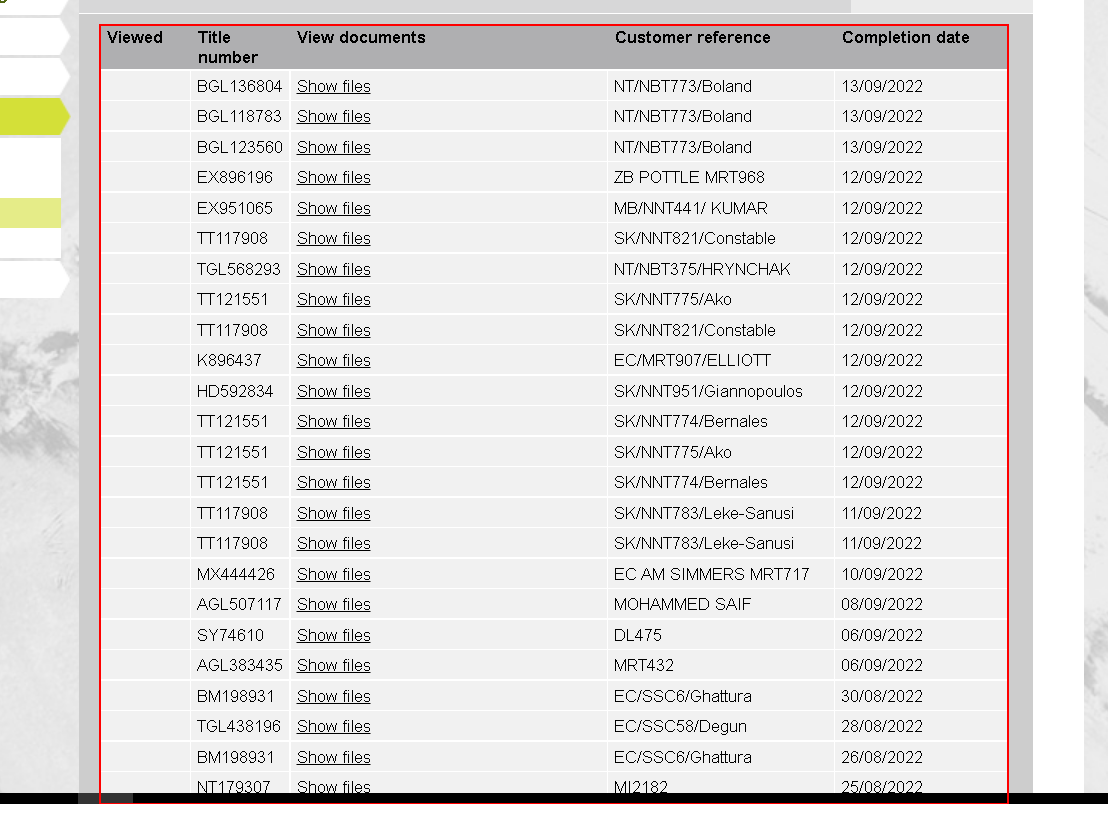 Viewed Title number View documents Customer reference Completion date
BGL136804 Show files NT/NBT773/Boland 13/09/2022
BGL118783 Show files NT/NBT773/Boland 13/09/2022
BGL123560 Show files NT/NBT773/Boland 13/09/2022
EX896196 Show files ZB POTTLE MRT968 12/09/2022
EX951065 Show files MB/NNT441/ KUMAR 12/09/2022
TT117908 Show files SK/NNT821/Constable 12/09/2022
TGL568293 Show files NT/NBT375/HRYNCHAK 12/09/2022
TT121551 Show files SK/NNT775/Ako 12/09/2022
TT117908 Show files SK/NNT821/Constable 12/09/2022
K896437 Show files EC/MRT907/ELLIOTT 12/09/2022
HD592834 Show files SK/NNT951/Giannopoulos 12/09/2022
TT121551 Show files SK/NNT774/Bernales 12/09/2022
TT121551 Show files SK/NNT775/Ako 12/09/2022
TT121551 Show files SK/NNT774/Bernales 12/09/2022
TT117908 Show files SK/NNT783/Leke-Sanusi 11/09/2022
TT117908 Show files SK/NNT783/Leke-Sanusi 11/09/2022
MX444426 Show files EC AM SIMMERS MRT717 10/09/2022
AGL507117 Show files MOHAMMED SAIF 08/09/2022
SY74610 Show files DL475 06/09/2022
AGL383435 Show files MRT432 06/09/2022
BM198931 Show files EC/SSC6/Ghattura 30/08/2022
TGL438196 Show files EC/SSC58/Degun 28/08/2022
BM198931 Show files EC/SSC6/Ghattura 26/08/2022
NT179307 Show files MI2182 25/08/2022